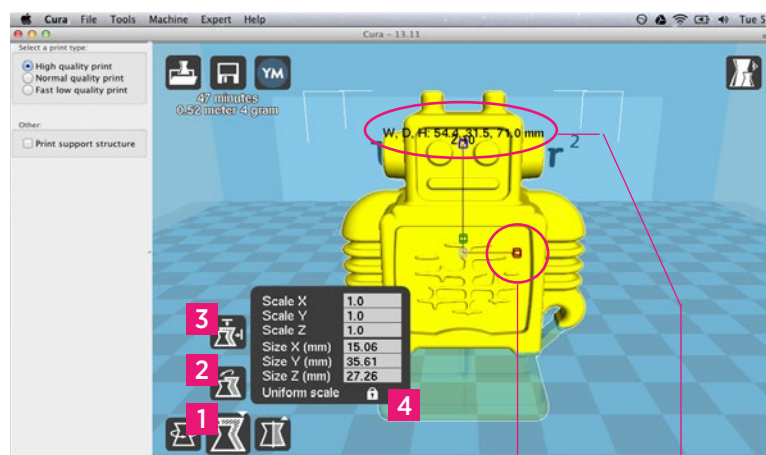 Cura File Tools Machine Expert Help Tue 5
Cura - 13.11
Select a print type:
High quality print
Normal quality print
Fast low quality print
Other:
Print support structure
YM
47 minutes
0.52 meter 4 gram
W, D, H: 54.4, 31.5, 71.0 mm
r²
Scale X 1.0
Scale Y 1.0
Scale Z 1.0
Size X (mm) 15.06
Size Y (mm) 35.61
Size Z (mm) 27.26
Uniform scale
3
2
1
4